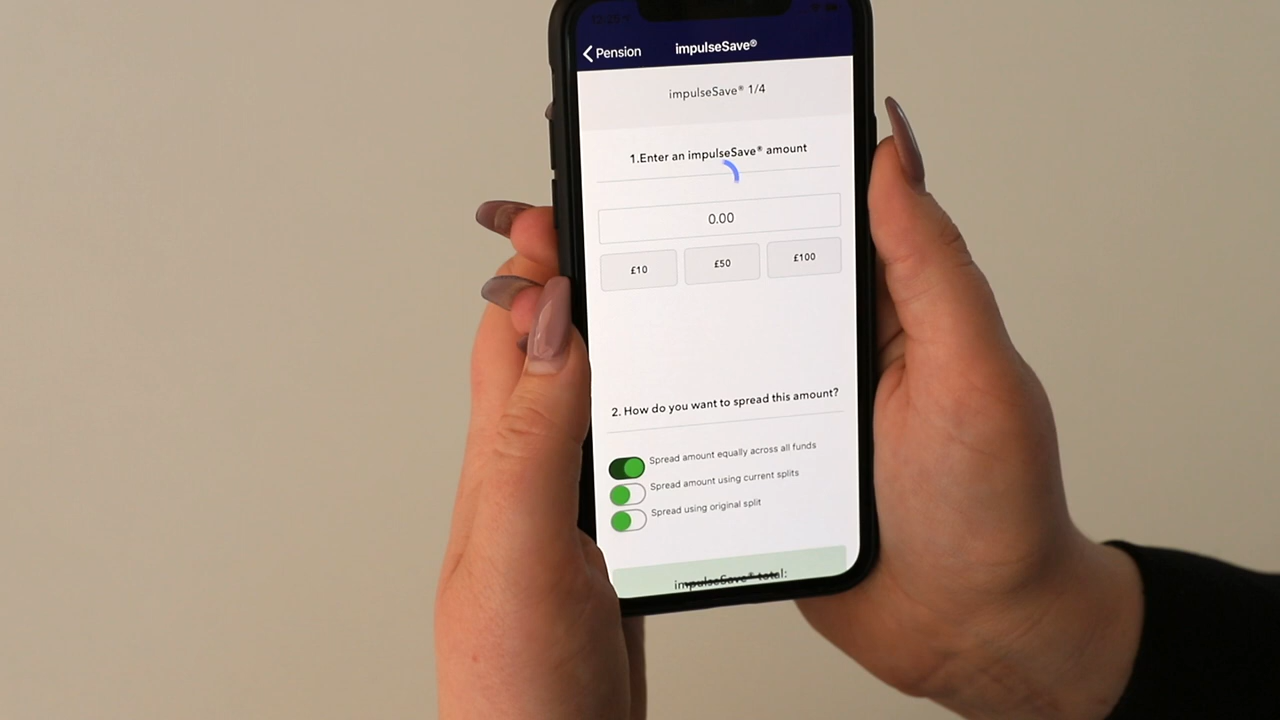 Pension impulseSave®
impulseSave® 1/4
1.Enter an impulseSave® amount
0.00
£10 £50 £100
2. How do you want to spread this amount?
Spread amount equally across all funds
Spread amount using current splits
Spread using original split
impulseSave® total: